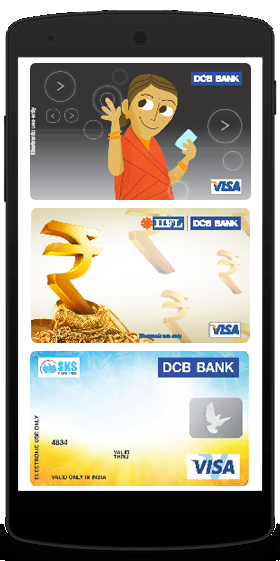 DCB BANK
Electronic use only
VISA
IIFL
DCB BANK
Electronic use only
VISA
SKS
DCB BANK
ELECTRONIC USE ONLY
4834
VALID
THRU
VALID ONLY IN INDIA
VISA